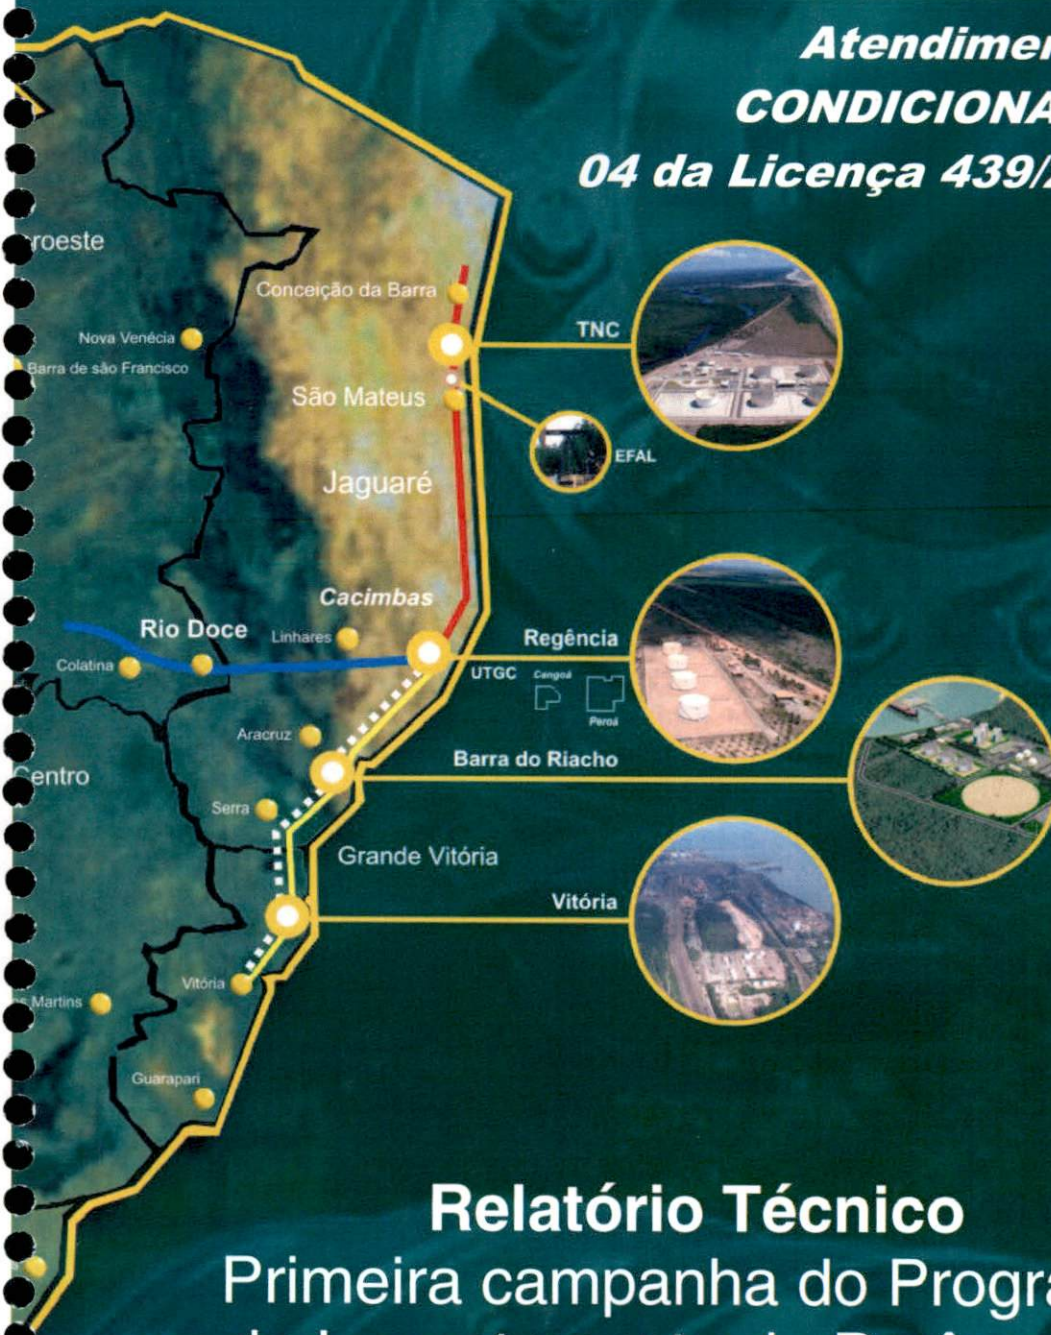 Atendimen
CONDICIONA
04 da Licença 439/2
roeste
Conceição da Barra
TNC
Nova Venécia
Barra de são Francisco
São Mateus
EFAL
Jaguaré
Cacimbas
Rio Doce
Linhares
Regência
Colatina
UTGC
Cangoá
Peroá
Aracruz
Barra do Riacho
Centro
Serra
Grande Vitória
Vitória
Vitória
s Martins
Guarapari
Relatório Técnico
Primeira campanha do Progra